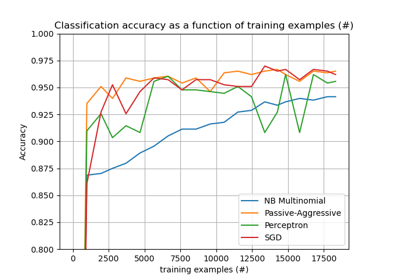 Classification accuracy as a function of training examples (#)
1.000
0.975
0.950
0.925
0.900
0.875
0.850
0.825
0.800
Accuracy
NB Multinomial
Passive-Aggressive
Perceptron
SGD
0 2500 5000 7500 10000 12500 15000 17500
training examples (#)